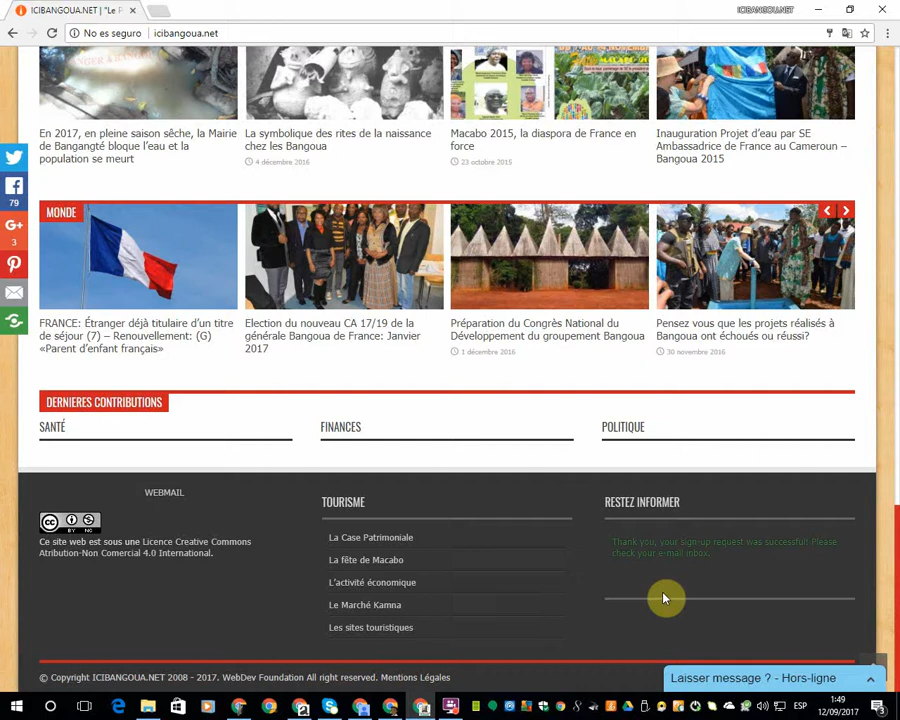 ICIBANGOUA.NET | "Le P
ICIBANGOUA.NET
No es seguro
icibangoua.net
En 2017, en pleine saison sêche, la Mairie
de Bangangté bloque l'eau et la
population se meurt
La symbolique des rites de la naissance
chez les Bangoua
4 décembre 2016
Macabo 2015, la diaspora de France en
force
23 octobre 2015
Inauguration Projet d'eau par SE
Ambassadrice de France au Cameroun –
Bangoua 2015
79
3
MONDE
FRANCE: Étranger déjà titulaire d'un titre
de séjour (7) – Renouvellement: (G)
«Parent d'enfant français»
Election du nouveau CA 17/19 de la
générale Bangoua de France: Janvier
2017
Préparation du Congrès National du
Développement du groupement Bangoua
1 décembre 2016
Pensez vous que les projets réalisés à
Bangoua ont échoués ou réussi?
30 novembre 2016
DERNIERES CONTRIBUTIONS
SANTÉ
FINANCES
POLITIQUE
WEBMAIL
cc
BY NC
Ce site web est sous une Licence Creative Commons
Atribution-Non Comercial 4.0 International.
TOURISME
La Case Patrimoniale
La fête de Macabo
L'activité économique
Le Marché Kamna
Les sites touristiques
RESTEZ INFORMER
Thank you, your sign-up request was successful! Please
check your e-mail inbox.
© Copyright ICIBANGOUA.NET 2008 - 2017. WebDev Foundation All right reserved. Mentions Légales
Laisser message ? - Hors-ligne
ESP
1:49
12/09/2017